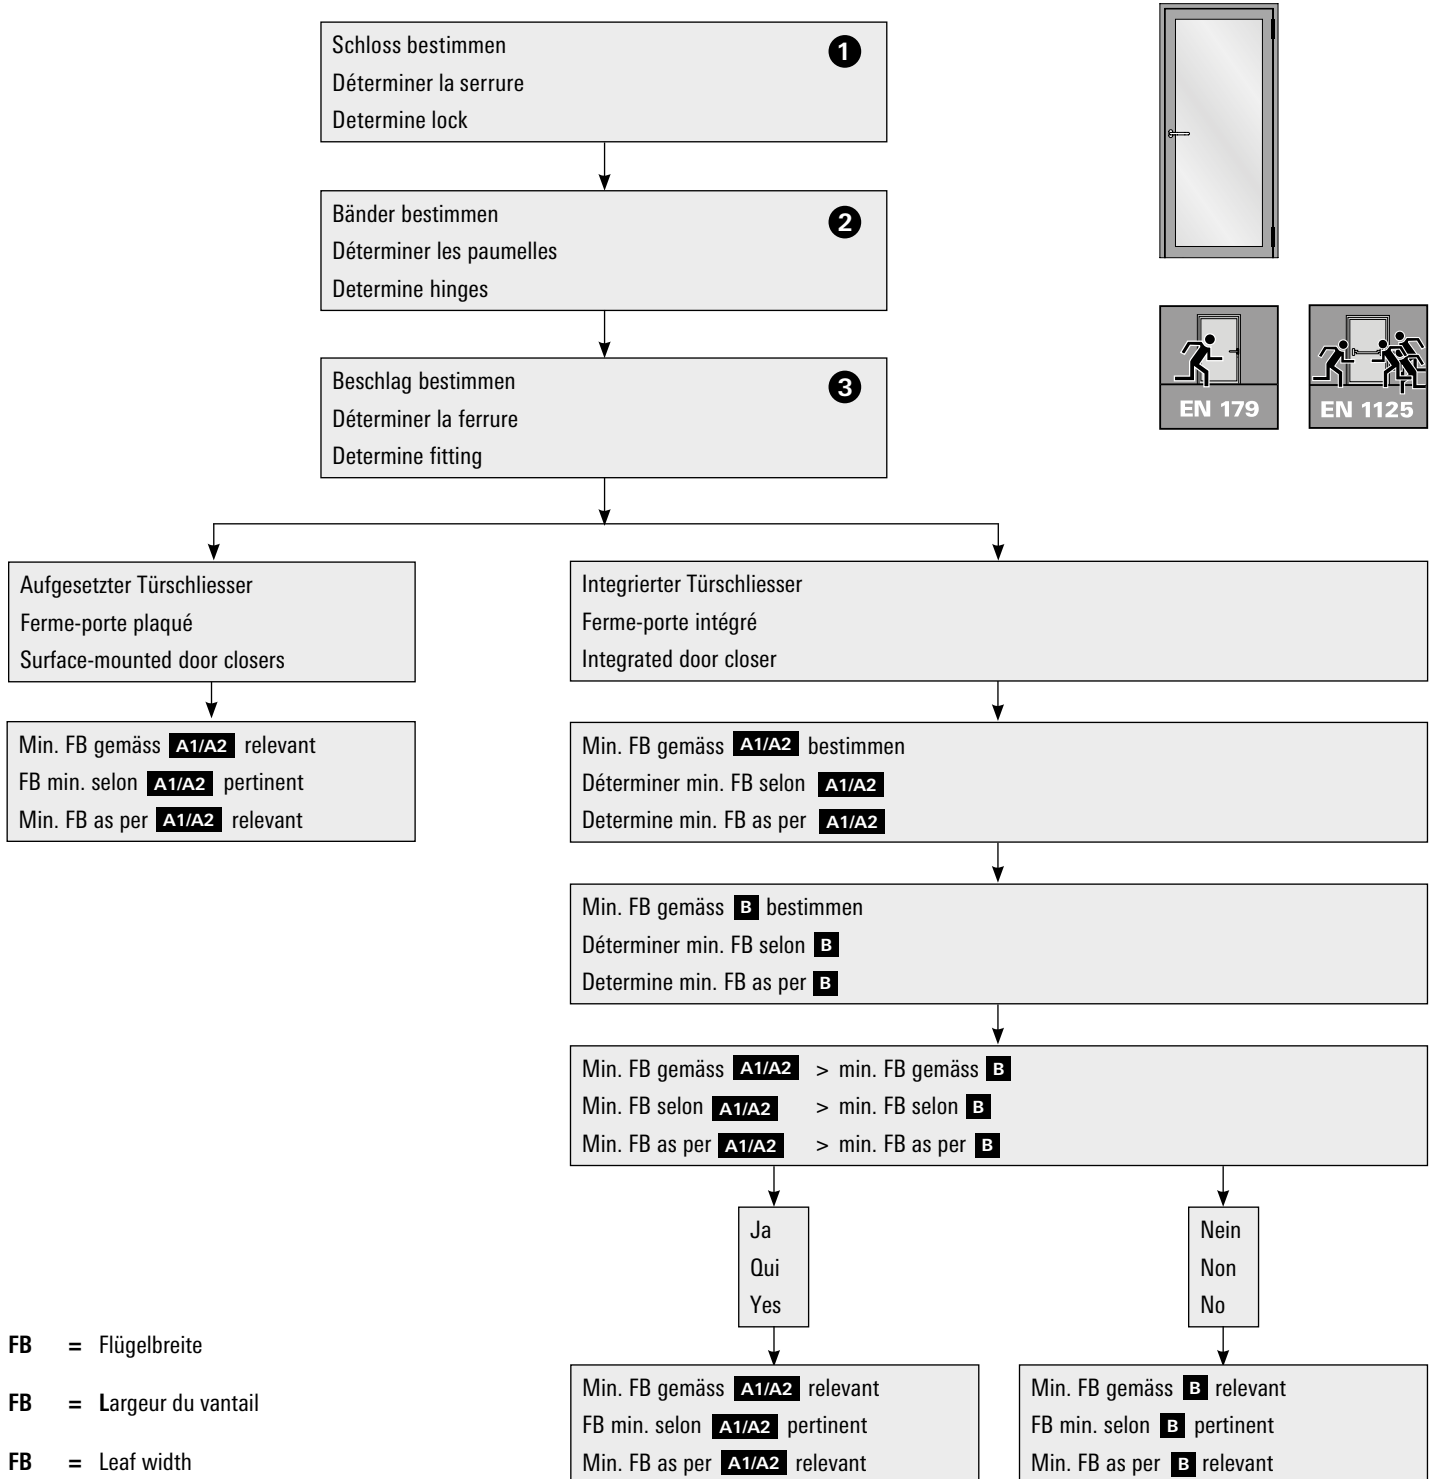 Schloss bestimmen
Déterminer la serrure
Determine lock
1
Bänder bestimmen
Déterminer les paumelles
Determine hinges
2
Beschlag bestimmen
Déterminer la ferrure
Determine fitting
3
EN 179
EN 1125
Aufgesetzter Türschliesser
Ferme-porte plaqué
Surface-mounted door closers
Min. FB gemäss A1/A2 relevant
FB min. selon A1/A2 pertinent
Min. FB as per A1/A2 relevant
Integrierter Türschliesser
Ferme-porte intégré
Integrated door closer
Min. FB gemäss A1/A2 bestimmen
Déterminer min. FB selon A1/A2
Determine min. FB as per A1/A2
Min. FB gemäss B bestimmen
Déterminer min. FB selon B
Determine min. FB as per B
Min. FB gemäss A1/A2 > min. FB gemäss B
Min. FB selon A1/A2 > min. FB selon B
Min. FB as per A1/A2 > min. FB as per B
Ja
Qui
Yes
Nein
Non
No
Min. FB gemäss A1/A2 relevant
FB min. selon A1/A2 pertinent
Min. FB as per A1/A2 relevant
Min. FB gemäss B relevant
FB min. selon B pertinent
Min. FB as per B relevant
FB = Flügelbreite
FB = Largeur du vantail
FB = Leaf width